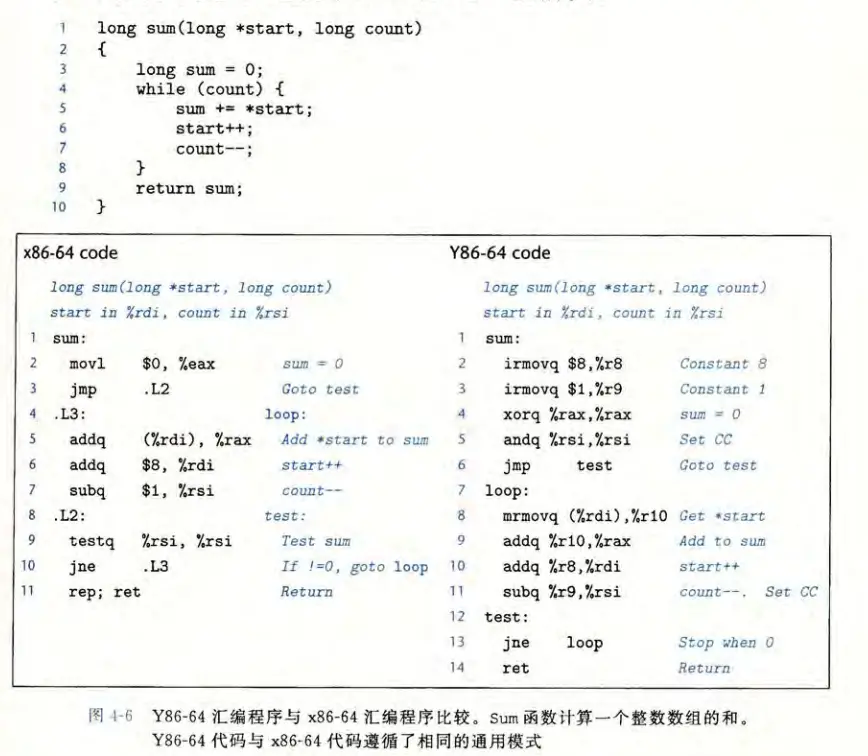 1 long sum(long *start, long count)
2 {
3 long sum = 0;
4 while (count) {
5 sum += *start;
6 start++;
7 count--;
8 }
9 return sum;
10 }
x86-64 code
long sum(long *start, long count)
start in %rdi, count in %rsi
1 sum:
2 movl $0, %eax sum = 0
3 jmp .L2 Goto test
4 .L3: loop:
5 addq (%rdi), %rax Add *start to sum
6 addq $8, %rdi start++
7 subq $1, %rsi count--
8 .L2: test:
9 testq %rsi, %rsi Test sum
10 jne .L3 If !=0, goto loop
11 rep; ret Return
Y86-64 code
long sum(long *start, long count)
start in %rdi, count in %rsi
1 sum:
2 irmovq $8,%r8 Constant 8
3 irmovq $1,%r9 Constant 1
4 xorq %rax,%rax sum = 0
5 andq %rsi,%rsi Set CC
6 jmp test Goto test
7 loop:
8 mrmovq (%rdi),%r10 Get *start
9 addq %r10,%rax Add to sum
10 addq %r8,%rdi start++
11 subq %r9,%rsi count--. Set CC
12 test:
13 jne loop Stop when 0
14 ret Return
图 4-6 Y86-64 汇编程序与 x86-64 汇编程序比较。Sum 函数计算一个整数数组的和。
Y86-64 代码与 x86-64 代码遵循了相同的通用模式